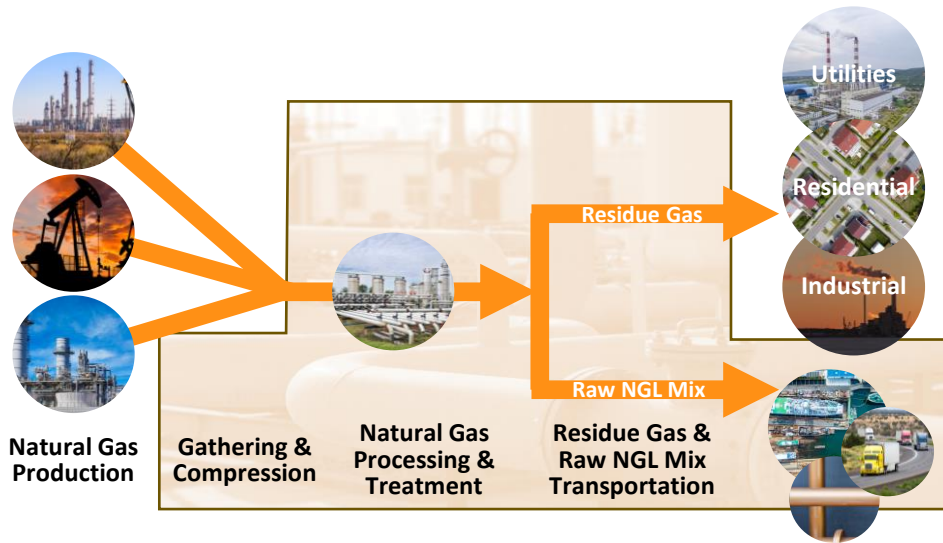 Utilities
Residential
Industrial
Residue Gas
Raw NGL Mix
Natural Gas
Production
Gathering &
Compression
Natural Gas
Processing &
Treatment
Residue Gas &
Raw NGL Mix
Transportation